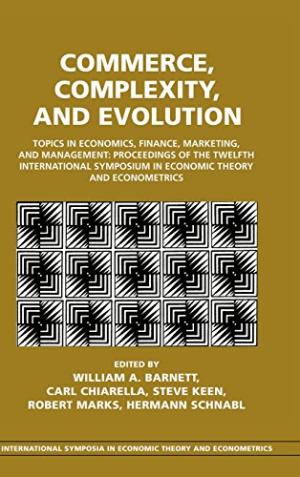 COMMERCE,
COMPLEXITY,
AND EVOLUTION
TOPICS IN ECONOMICS, FINANCE, MARKETING,
AND MANAGEMENT: PROCEEDINGS OF THE TWELFTH
INTERNATIONAL SYMPOSIUM IN ECONOMIC THEORY
AND ECONOMETRICS
EDITED BY
WILLIAM A. BARNETT,
CARL CHIARELLA, STEVE KEEN,
ROBERT MARKS, HERMANN SCHNABL
INTERNATIONAL SYMPOSIA IN ECONOMIC THEORY AND ECONOMETRICS